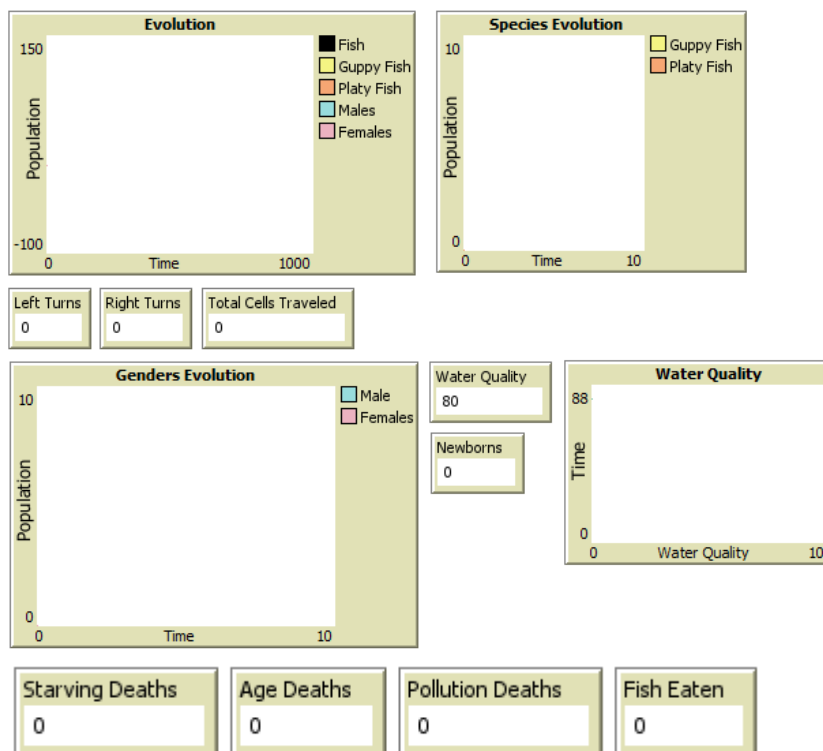 Evolution
150
Population
-100
0 Time 1000
Fish
Guppy Fish
Platy Fish
Males
Females
Species Evolution
10
Population
0
0 Time 10
Guppy Fish
Platy Fish
Left Turns
0
Right Turns
0
Total Cells Traveled
0
Genders Evolution
10
Population
0
0 Time 10
Male
Females
Water Quality
80
Newborns
0
Water Quality
88
Time
0
0 Water Quality 10
Starving Deaths
0
Age Deaths
0
Pollution Deaths
0
Fish Eaten
0